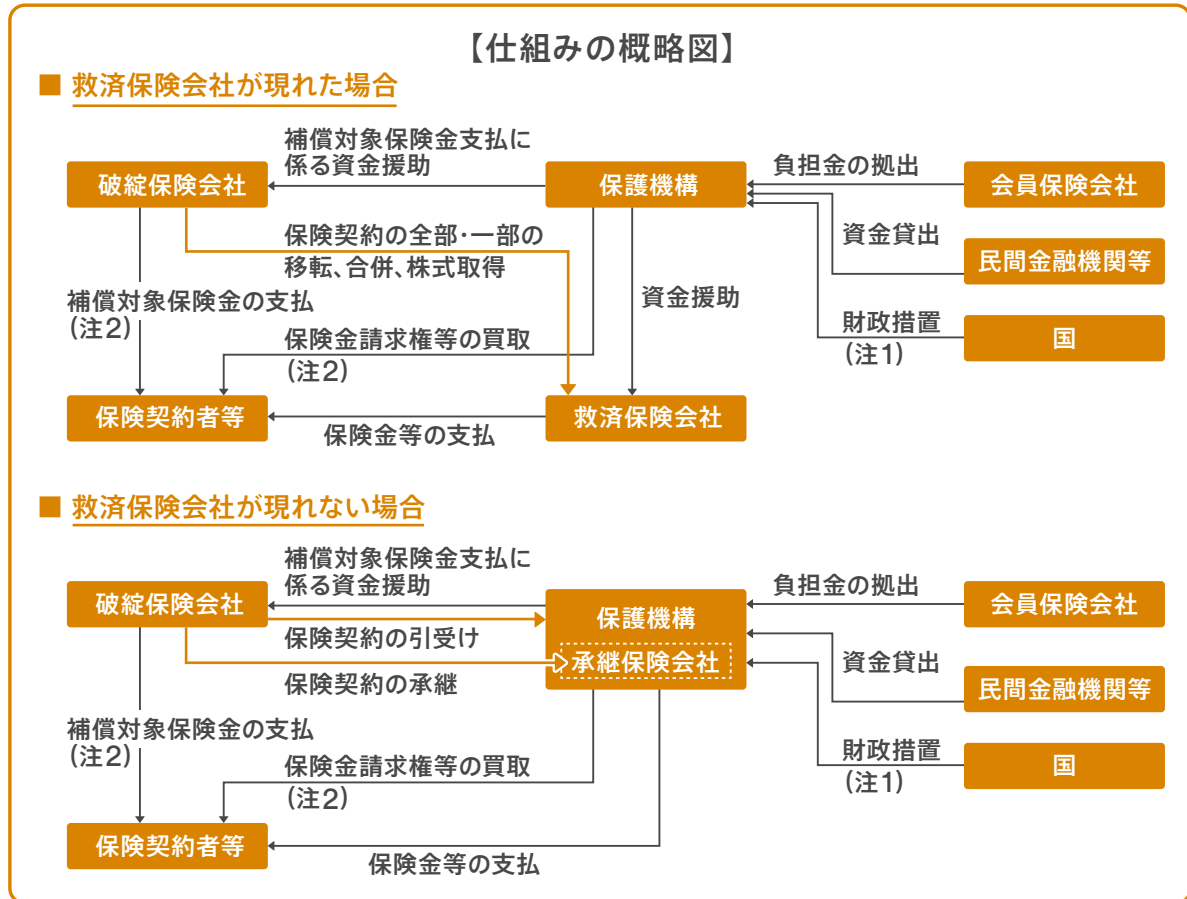 【仕組みの概略図】
■ 救済保険会社が現れた場合
補償対象保険金支払に
係る資金援助
破綻保険会社
保護機構
負担金の拠出
会員保険会社
保険契約の全部･一部の
移転、合併、株式取得
資金貸出
民間金融機関等
補償対象保険金の支払
(注2)
資金援助
財政措置
(注1)
国
保険金請求権等の買取
(注2)
保険契約者等
保険金等の支払
救済保険会社
■ 救済保険会社が現れない場合
補償対象保険金支払に
係る資金援助
破綻保険会社
保護機構
負担金の拠出
会員保険会社
保険契約の引受け
承継保険会社
資金貸出
保険契約の承継
民間金融機関等
補償対象保険金の支払
(注2)
財政措置
(注1)
国
保険金請求権等の買取
(注2)
保険契約者等
保険金等の支払